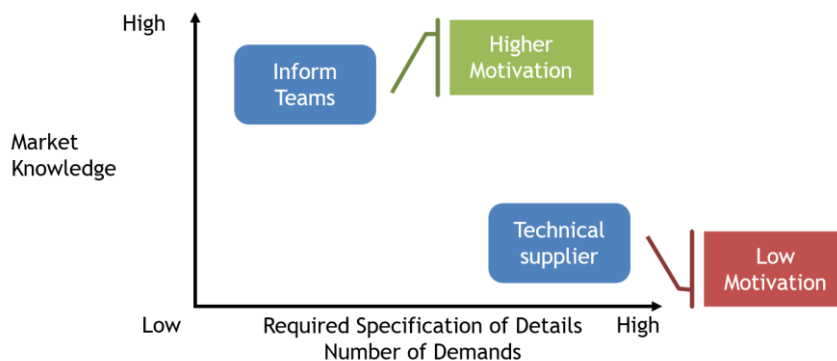 High
Inform
Teams
Higher
Motivation
Market
Knowledge
Technical
supplier
Low
Motivation
Low
Required Specification of Details
High
Number of Demands